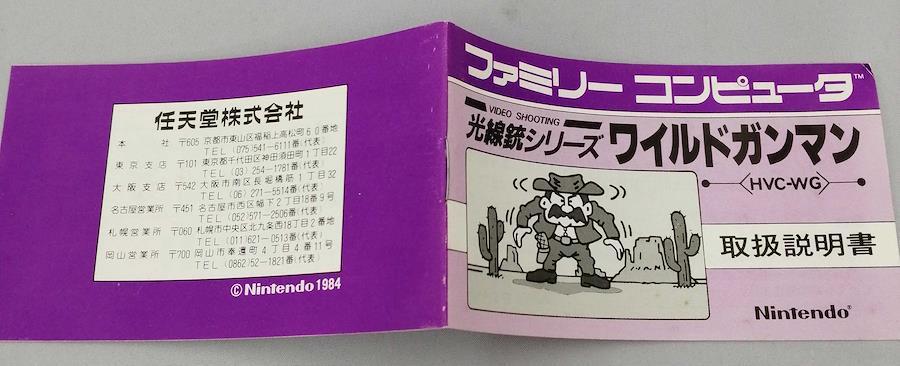 任天堂株式会社
本　　社 〒605 京都市東山区福稲上高松町60番地
TEL (075) 541-6111番(代表)
東京支店 〒101 東京都千代田区神田須田町1丁目22
TEL (03) 254-1781番(代表)
大阪支店 〒542 大阪市南区長堀橋筋1丁目32
TEL (06) 271-5514番(代表)
名古屋営業所 〒451 名古屋市西区幅下2丁目18番9号
TEL (052) 571-2506番(代表)
札幌営業所 〒060 札幌市中央区北九条西18丁目2番地
TEL (011) 621-0513番(代表)
岡山営業所 〒700 岡山市奉還町4丁目4番11号
TEL (0862) 52-1821番(代表)
©Nintendo 1984
ファミリー コンピュータ™
VIDEO SHOOTING
光線銃シリーズ ワイルドガンマン
HVC-WG
取扱説明書
Nintendo®